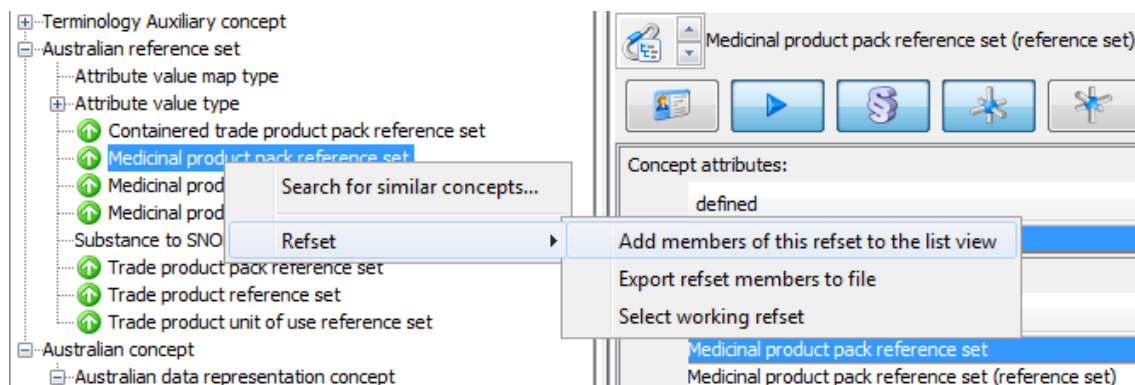 Terminology Auxiliary concept
Australian reference set
Attribute value map type
Attribute value type
Containered trade product pack reference set
Medicinal product pack reference set
Medicinal prod
Medicinal prod
Substance to SNO
Trade product pack reference set
Trade product reference set
Trade product unit of use reference set
Australian concept
Australian data representation concept
Search for similar concepts...
Refset
Add members of this refset to the list view
Export refset members to file
Select working refset
Medicinal product pack reference set (reference set)
Concept attributes:
defined
Medicinal product pack reference set
Medicinal product pack reference set (reference set)